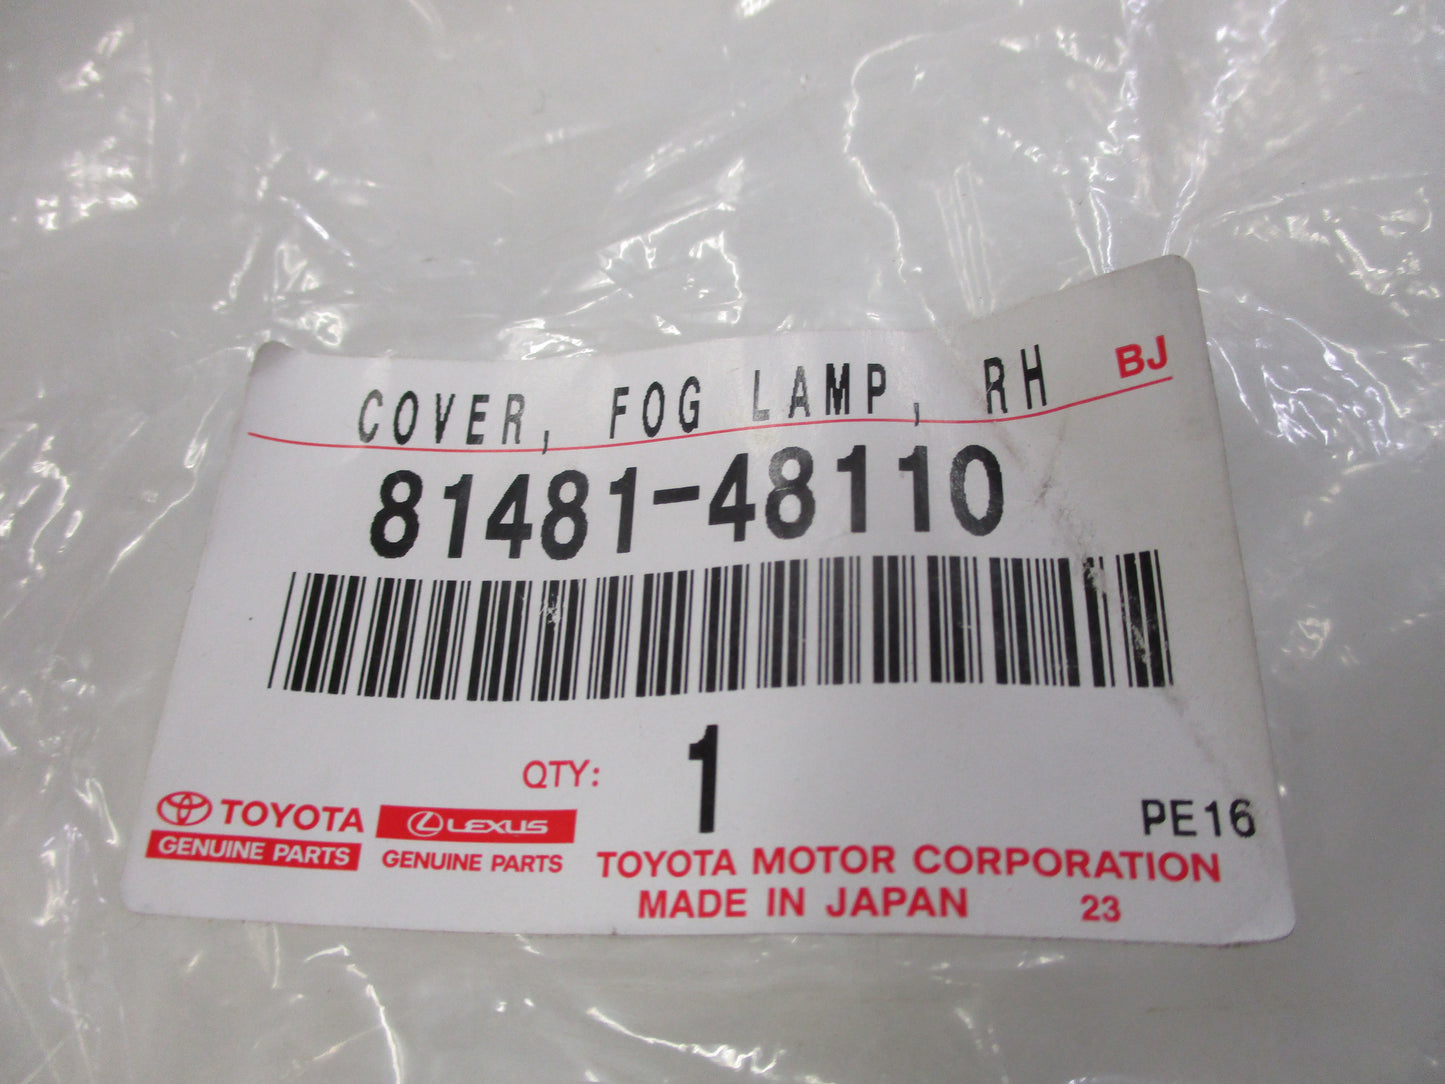 COVER, FOG LAMP, RH BJ
81481-48110
QTY: 1
PE16
TOYOTA
GENUINE PARTS
LEXUS
GENUINE PARTS
TOYOTA MOTOR CORPORATION
MADE IN JAPAN 23